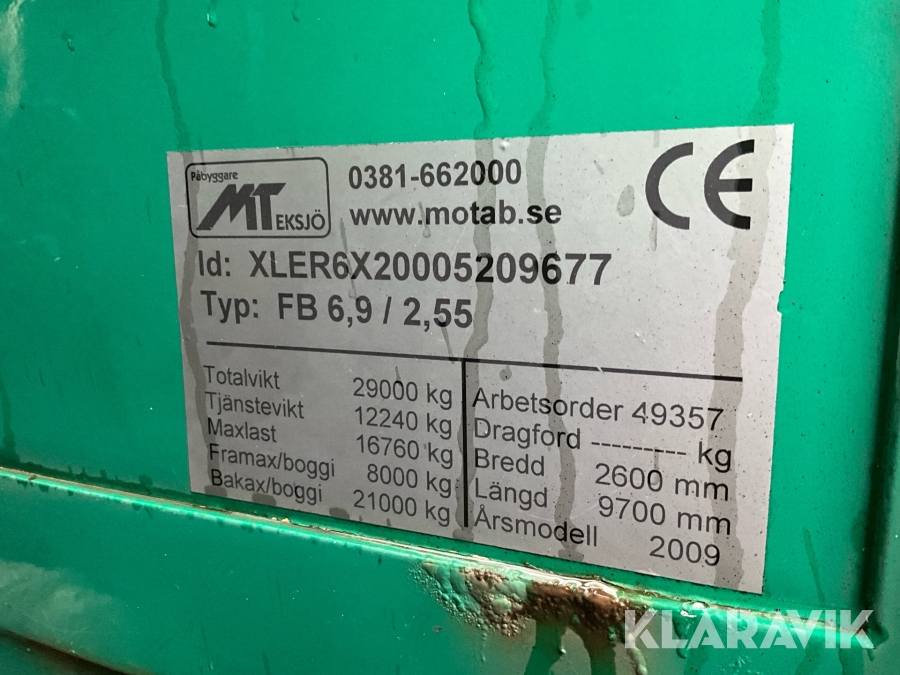 Påbyggare
MT EKSJÖ
0381-662000
www.motab.se
CE
Id: XLER6X20005209677
Typ: FB 6,9 / 2,55
Totalvikt 29000 kg
Tjänstevikt 12240 kg
Maxlast 16760 kg
Framax/boggi 8000 kg
Bakax/boggi 21000 kg
Arbetsorder 49357
Dragford --------- kg
Bredd 2600 mm
Längd 9700 mm
Årsmodell 2009
KLARAVIK